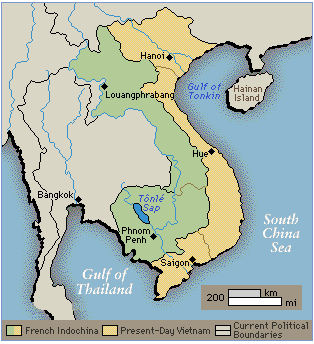 Hanoi
Gulf of
Tonkin
Hainan
Island
Louangphrabang
Hue
Bangkok
Tônlé
Sap
Phnom
Penh
South
China
Sea
Saigon
Gulf of
Thailand
200 km
mi
French Indochina
Present-Day Vietnam
Current Political
Boundaries